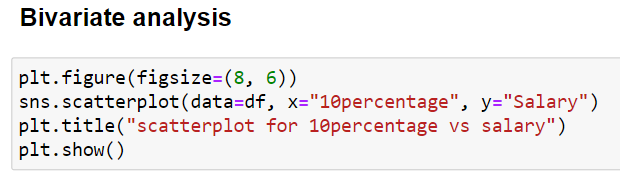 Bivariate analysis
plt.figure(figsize=(8, 6))
sns.scatterplot(data=df, x="10percentage", y="Salary")
plt.title("scatterplot for 10percentage vs salary")
plt.show()